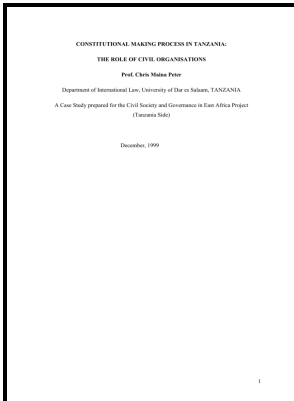 CONSTITUTIONAL MAKING PROCESS IN TANZANIA:
THE ROLE OF CIVIL ORGANISATIONS
Prof. Chris Maina Peter
Department of International Law, University of Dar es Salaam, TANZANIA
A Case Study prepared for the Civil Society and Governance in East Africa Project
(Tanzania Side)
December, 1999
1